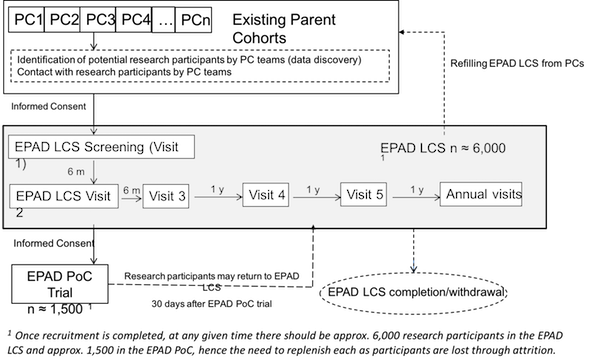 PC1 PC2 PC3 PC4 ... PCn
Existing Parent
Cohorts
Identification of potential research participants by PC teams (data discovery)
Contact with research participants by PC teams
Refilling EPAD LCS from PCs
Informed Consent
EPAD LCS Screening (Visit
1)
EPAD LCS n ≈ 6,000
1
6 m
EPAD LCS Visit
2
6 m
Visit 3
1 y
Visit 4
1 y
Visit 5
1 y
Annual visits
Informed Consent
EPAD PoC
Trial
n ≈ 1,500 1
Research participants may return to EPAD
LCS
30 days after EPAD PoC trial
EPAD LCS completion/withdrawal
1 Once recruitment is completed, at any given time there should be approx. 6,000 research participants in the EPAD
LCS and approx. 1,500 in the EPAD PoC, hence the need to replenish each as participants are lost through attrition.